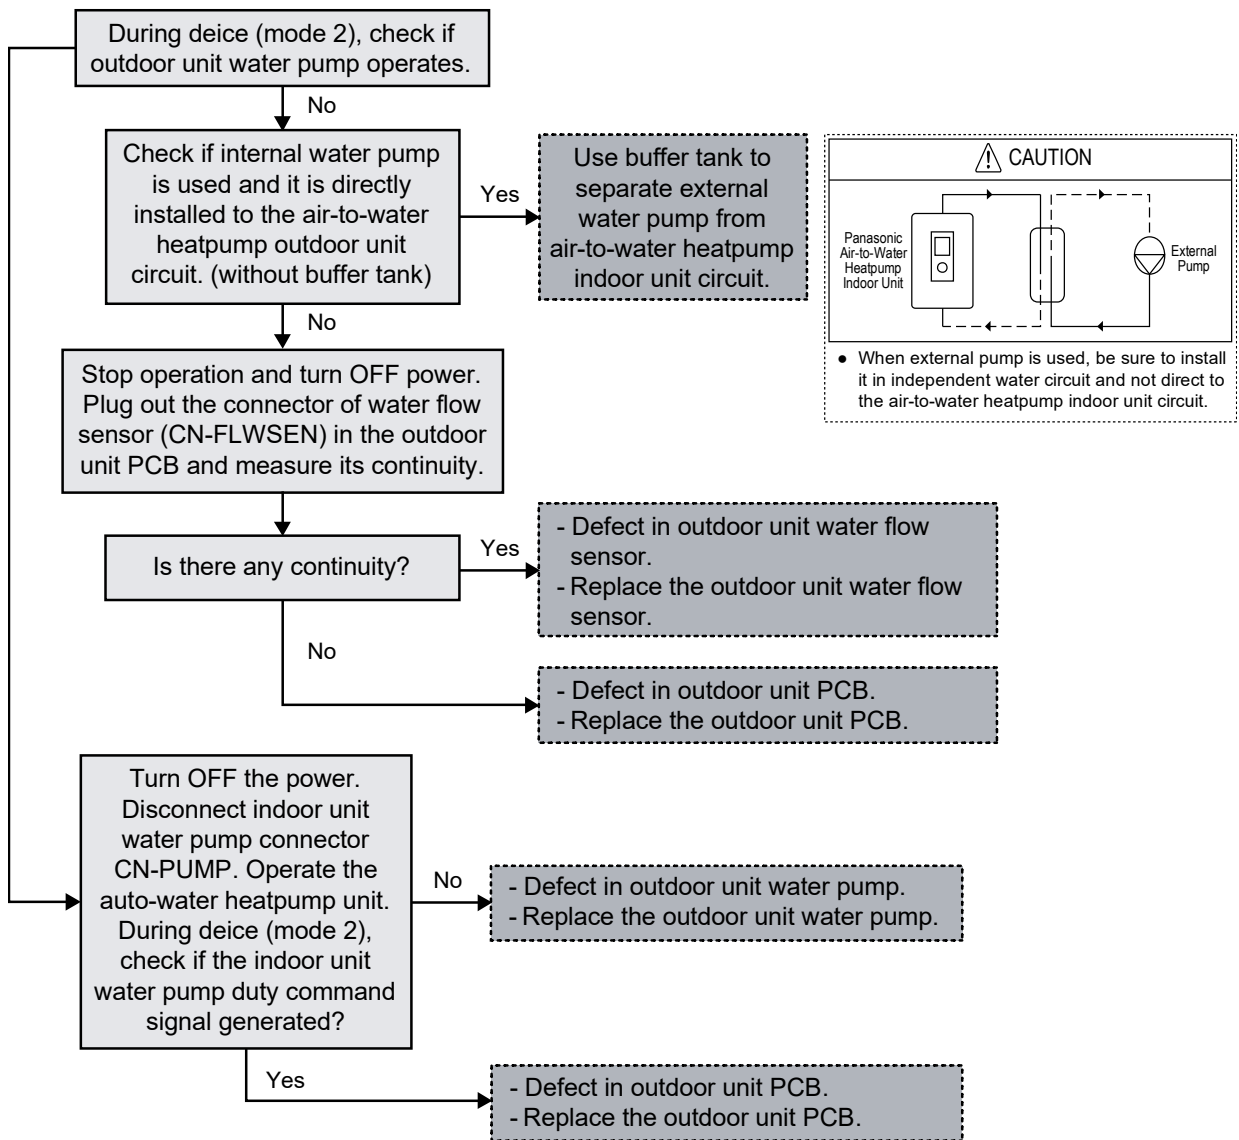 During deice (mode 2), check if
outdoor unit water pump operates.
No
Check if internal water pump
is used and it is directly
installed to the air-to-water
heatpump outdoor unit
circuit. (without buffer tank)
Yes
Use buffer tank to
separate external
water pump from
air-to-water heatpump
indoor unit circuit.
CAUTION
Panasonic
Air-to-Water
Heatpump
Indoor Unit
External
Pump
● When external pump is used, be sure to install
it in independent water circuit and not direct to
the air-to-water heatpump indoor unit circuit.
No
Stop operation and turn OFF power.
Plug out the connector of water flow
sensor (CN-FLWSEN) in the outdoor
unit PCB and measure its continuity.
Is there any continuity?
Yes
- Defect in outdoor unit water flow
sensor.
- Replace the outdoor unit water flow
sensor.
No
- Defect in outdoor unit PCB.
- Replace the outdoor unit PCB.
Turn OFF the power.
Disconnect indoor unit
water pump connector
CN-PUMP. Operate the
auto-water heatpump unit.
During deice (mode 2),
check if the indoor unit
water pump duty command
signal generated?
No
- Defect in outdoor unit water pump.
- Replace the outdoor unit water pump.
Yes
- Defect in outdoor unit PCB.
- Replace the outdoor unit PCB.